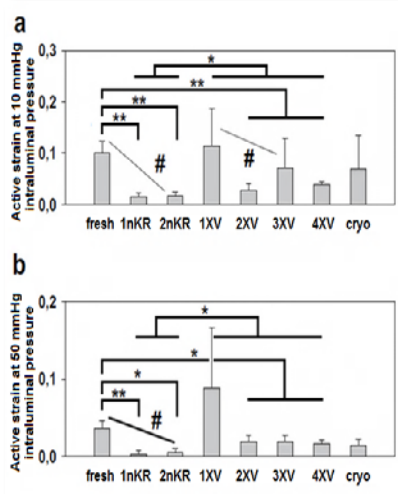 a
Active strain at 10 mmHg
intraluminal pressure
0,3
0,2
0,1
0,0
*
**
**
**
#
#
fresh 1nKR 2nKR 1XV 2XV 3XV 4XV cryo
b
Active strain at 50 mmHg
intraluminal pressure
0,2
0,1
0,0
*
*
*
**
#
fresh 1nKR 2nKR 1XV 2XV 3XV 4XV cryo